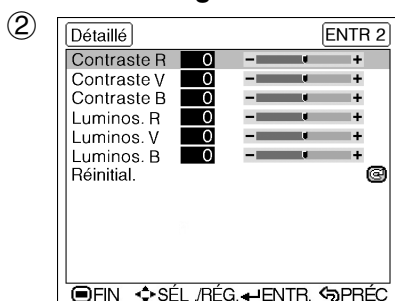 ②
Détaillé ENTR 2
Contraste R 0 - +
Contraste V 0 - +
Contraste B 0 - +
Luminos. R 0 - +
Luminos. V 0 - +
Luminos. B 0 - +
Réinitial.
FIN SÉL./RÉG. ENTR. PRÉC